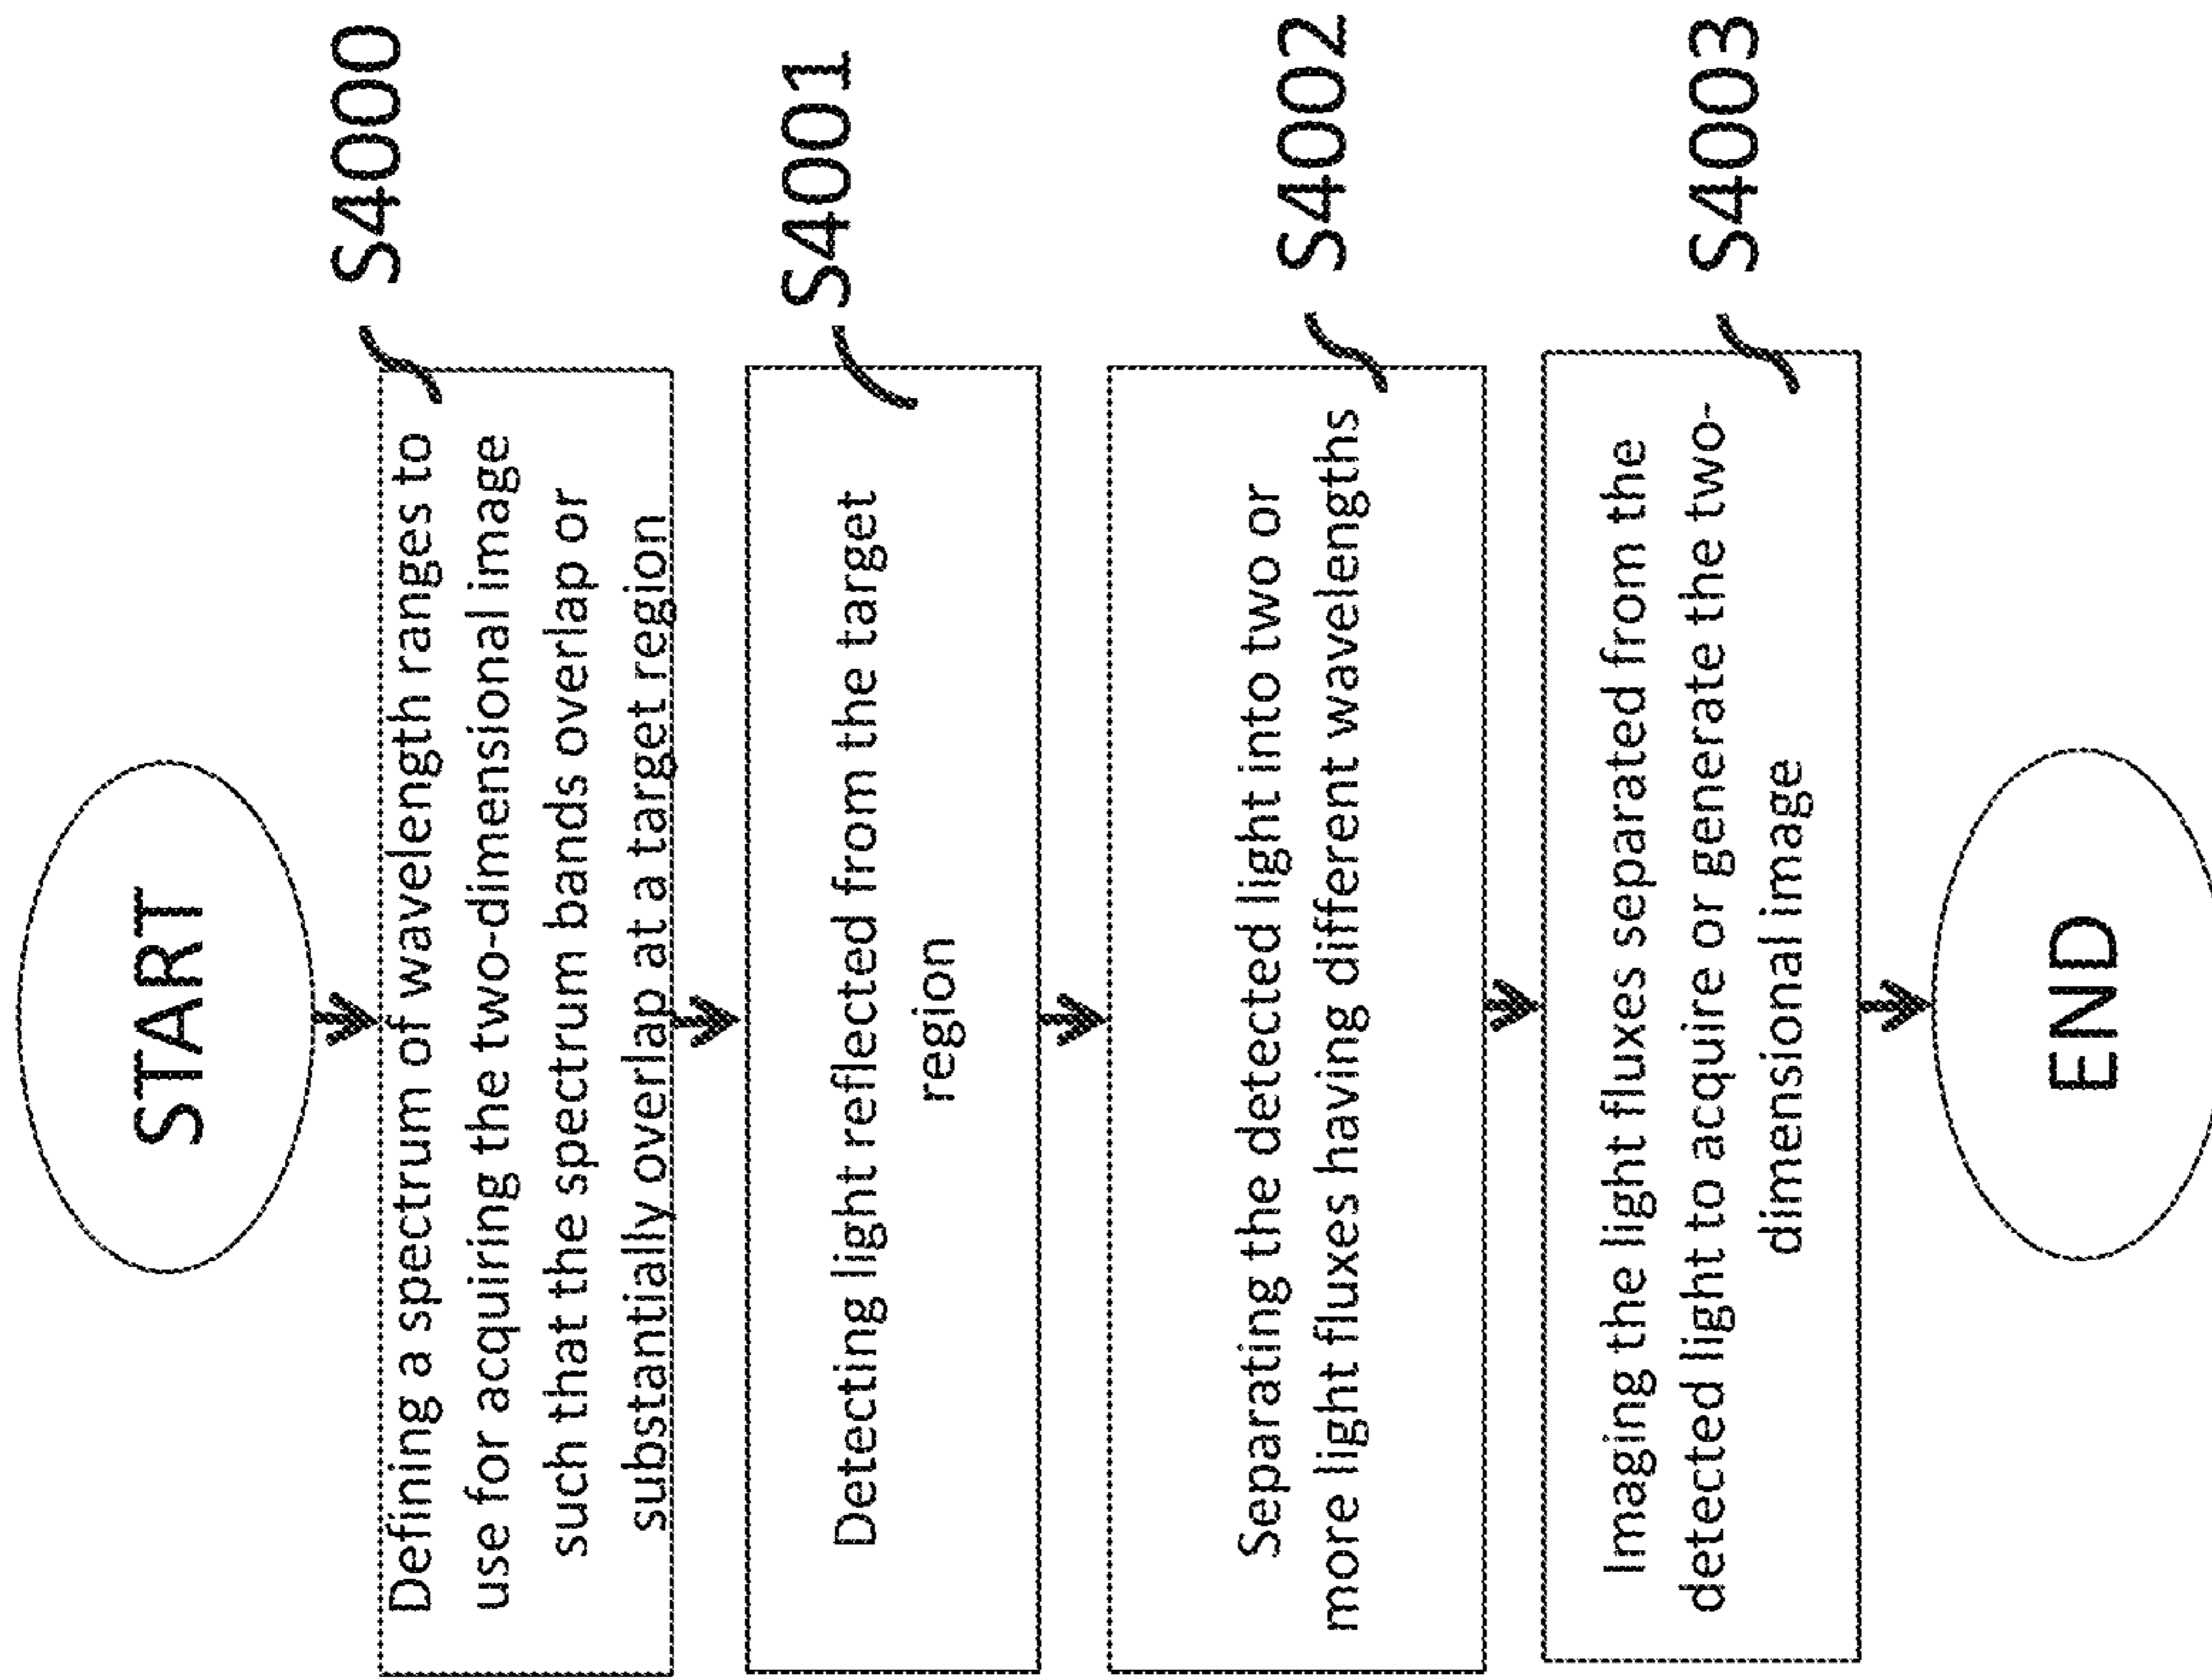 START
S4000
Defining a spectrum of wavelength ranges to
use for acquiring the two-dimensional image
such that the spectrum bands overlap or
substantially overlap at a target region
S4001
Detecting light reflected from the target
region
S4002
Separating the detected light into two or
more light fluxes having different wavelengths
S4003
Imaging the light fluxes separated from the
detected light to acquire or generate the two-
dimensional image
END